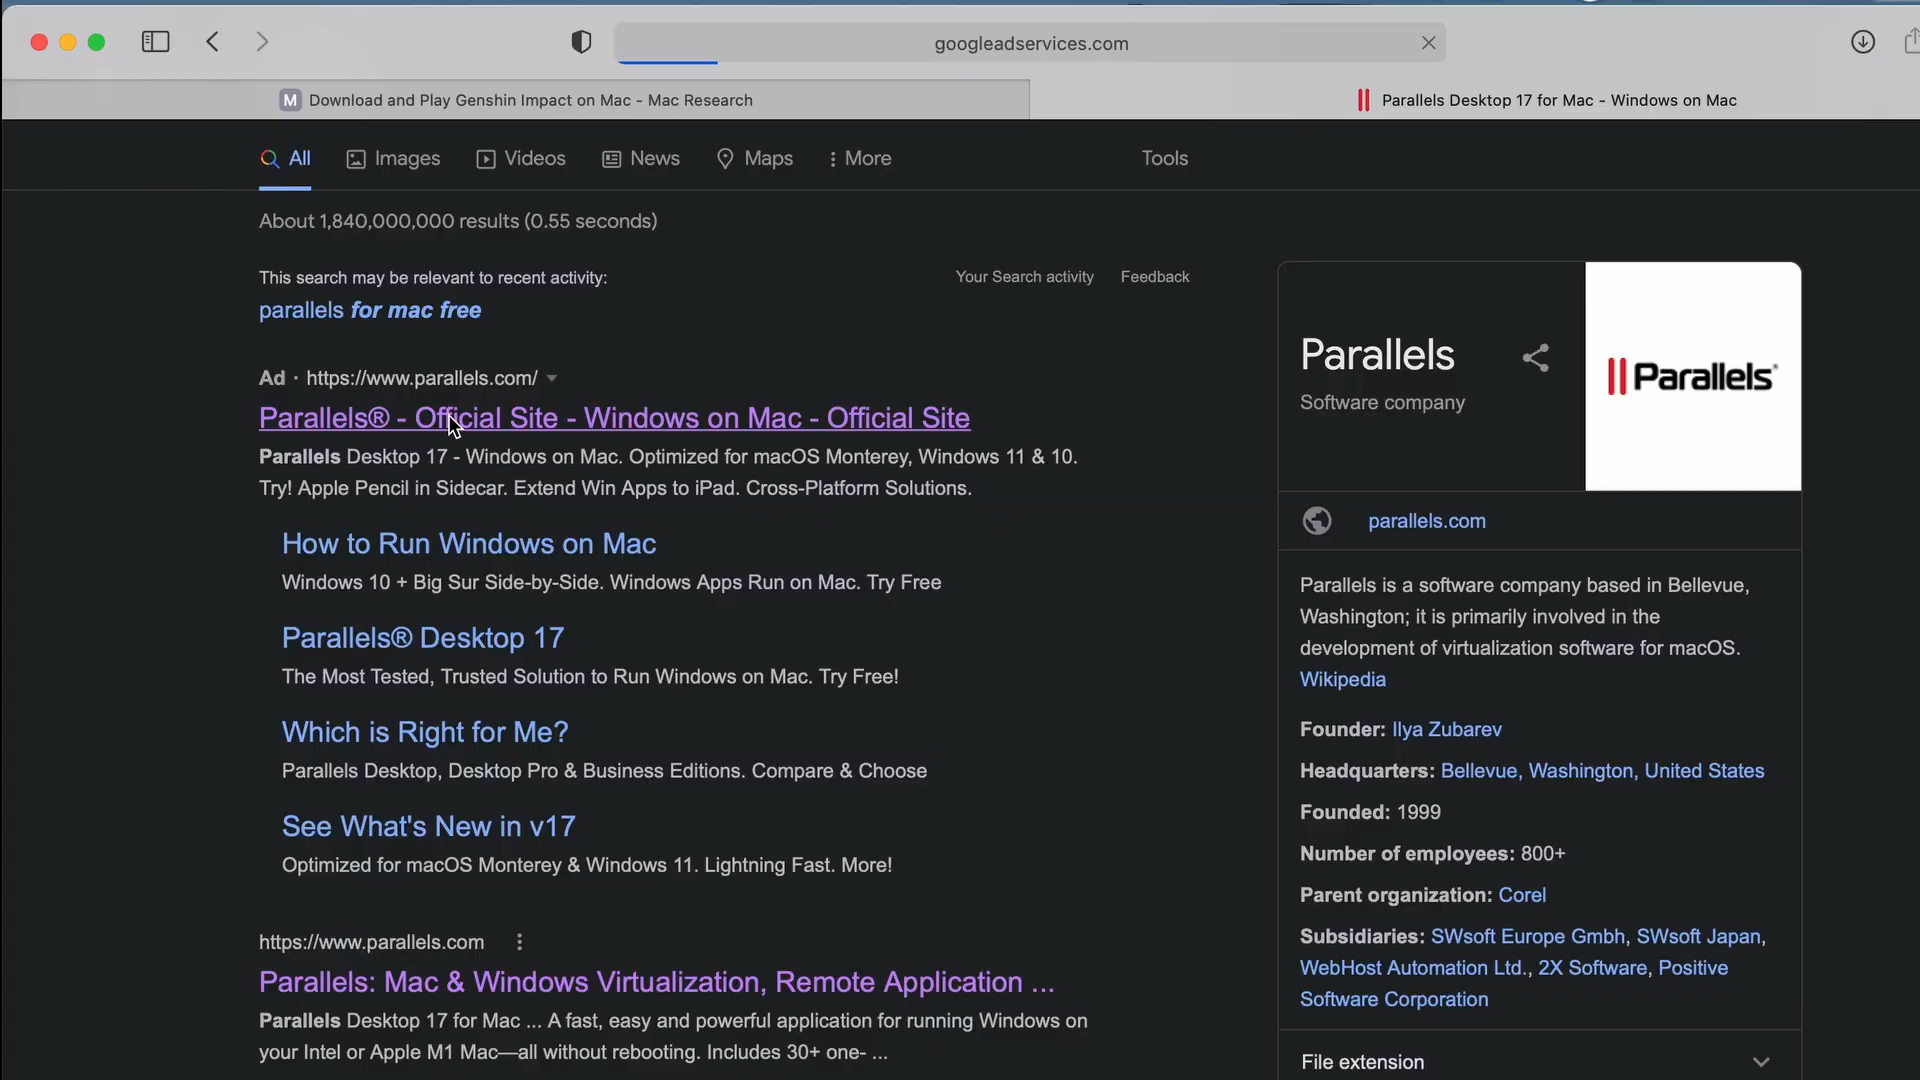 googleadservices.com
M Download and Play Genshin Impact on Mac - Mac Research
Parallels Desktop 17 for Mac - Windows on Mac
All Images Videos News Maps More Tools
About 1,840,000,000 results (0.55 seconds)
This search may be relevant to recent activity:
Your Search activity Feedback
parallels for mac free
Ad · https://www.parallels.com/
Parallels® - Official Site - Windows on Mac - Official Site
Parallels Desktop 17 - Windows on Mac. Optimized for macOS Monterey, Windows 11 & 10.
Try! Apple Pencil in Sidecar. Extend Win Apps to iPad. Cross-Platform Solutions.
How to Run Windows on Mac
Windows 10 + Big Sur Side-by-Side. Windows Apps Run on Mac. Try Free
Parallels® Desktop 17
The Most Tested, Trusted Solution to Run Windows on Mac. Try Free!
Which is Right for Me?
Parallels Desktop, Desktop Pro & Business Editions. Compare & Choose
See What's New in v17
Optimized for macOS Monterey & Windows 11. Lightning Fast. More!
https://www.parallels.com
Parallels: Mac & Windows Virtualization, Remote Application ...
Parallels Desktop 17 for Mac ... A fast, easy and powerful application for running Windows on
your Intel or Apple M1 Mac—all without rebooting. Includes 30+ one- ...
Parallels
Software company
Parallels®
parallels.com
Parallels is a software company based in Bellevue,
Washington; it is primarily involved in the
development of virtualization software for macOS.
Wikipedia
Founder: Ilya Zubarev
Headquarters: Bellevue, Washington, United States
Founded: 1999
Number of employees: 800+
Parent organization: Corel
Subsidiaries: SWsoft Europe Gmbh, SWsoft Japan,
WebHost Automation Ltd., 2X Software, Positive
Software Corporation
File extension